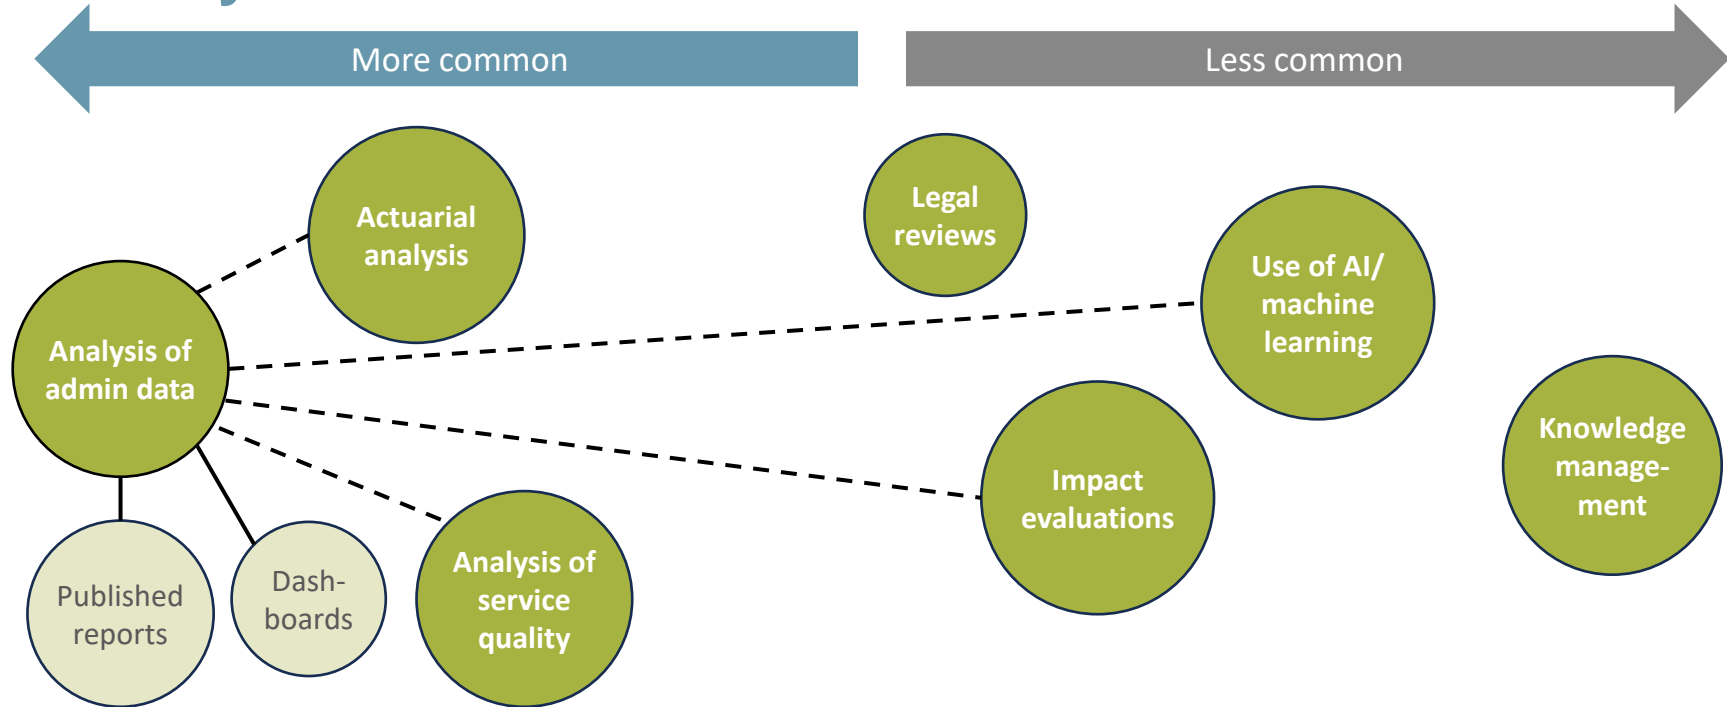 More common
Less common
Actuarial
analysis
Legal
reviews
Use of AI/
machine
learning
Analysis of
admin data
Knowledge
manage-
ment
Impact
evaluations
Analysis of
service
quality
Dash-
boards
Published
reports